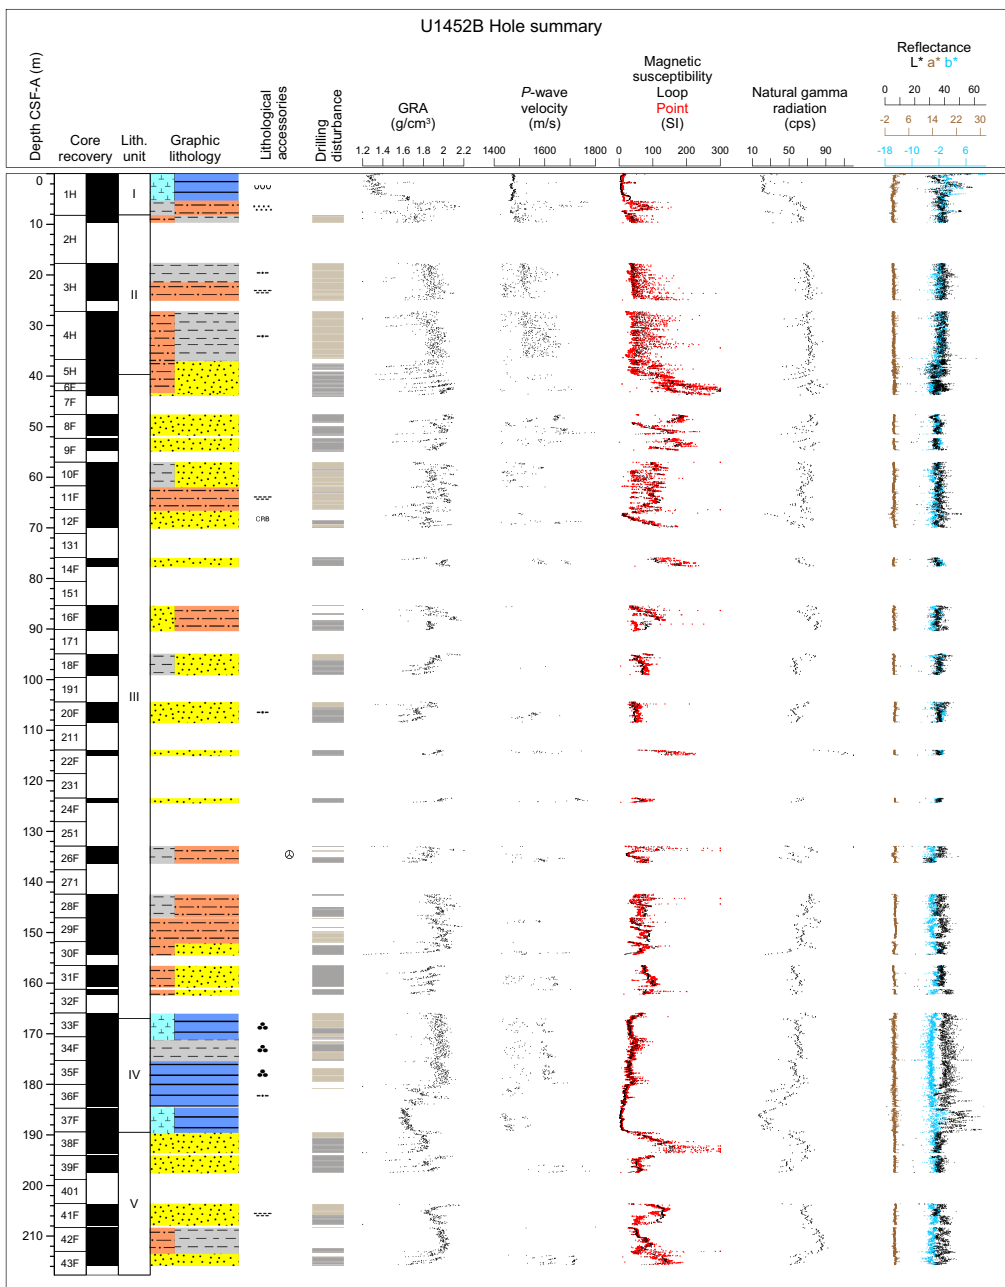 U1452B Hole summary
Depth CSF-A (m)
Core
recovery
Lith.
unit
Graphic
lithology
Lithological
accessories
Drilling
disturbance
GRA
(g/cm³)
1.2 1.4 1.6 1.8 2 2.2
P-wave
velocity
(m/s)
1400 1600 1800
Magnetic
susceptibility
Loop
Point
(SI)
0 100 200 300
Natural gamma
radiation
(cps)
10 50 90
Reflectance
L* a* b*
0 20 40 60
-2 6 14 22 30
-18 -10 -2 6
0
10
20
30
40
50
60
70
80
90
100
110
120
130
140
150
160
170
180
190
200
210
1H
2H
3H
4H
5H
6F
7F
8F
9F
10F
11F
12F
131
14F
151
16F
171
18F
191
20F
211
22F
231
24F
251
26F
271
28F
29F
30F
31F
32F
33F
34F
35F
36F
37F
38F
39F
401
41F
42F
43F
I
II
III
IV
V
CRB